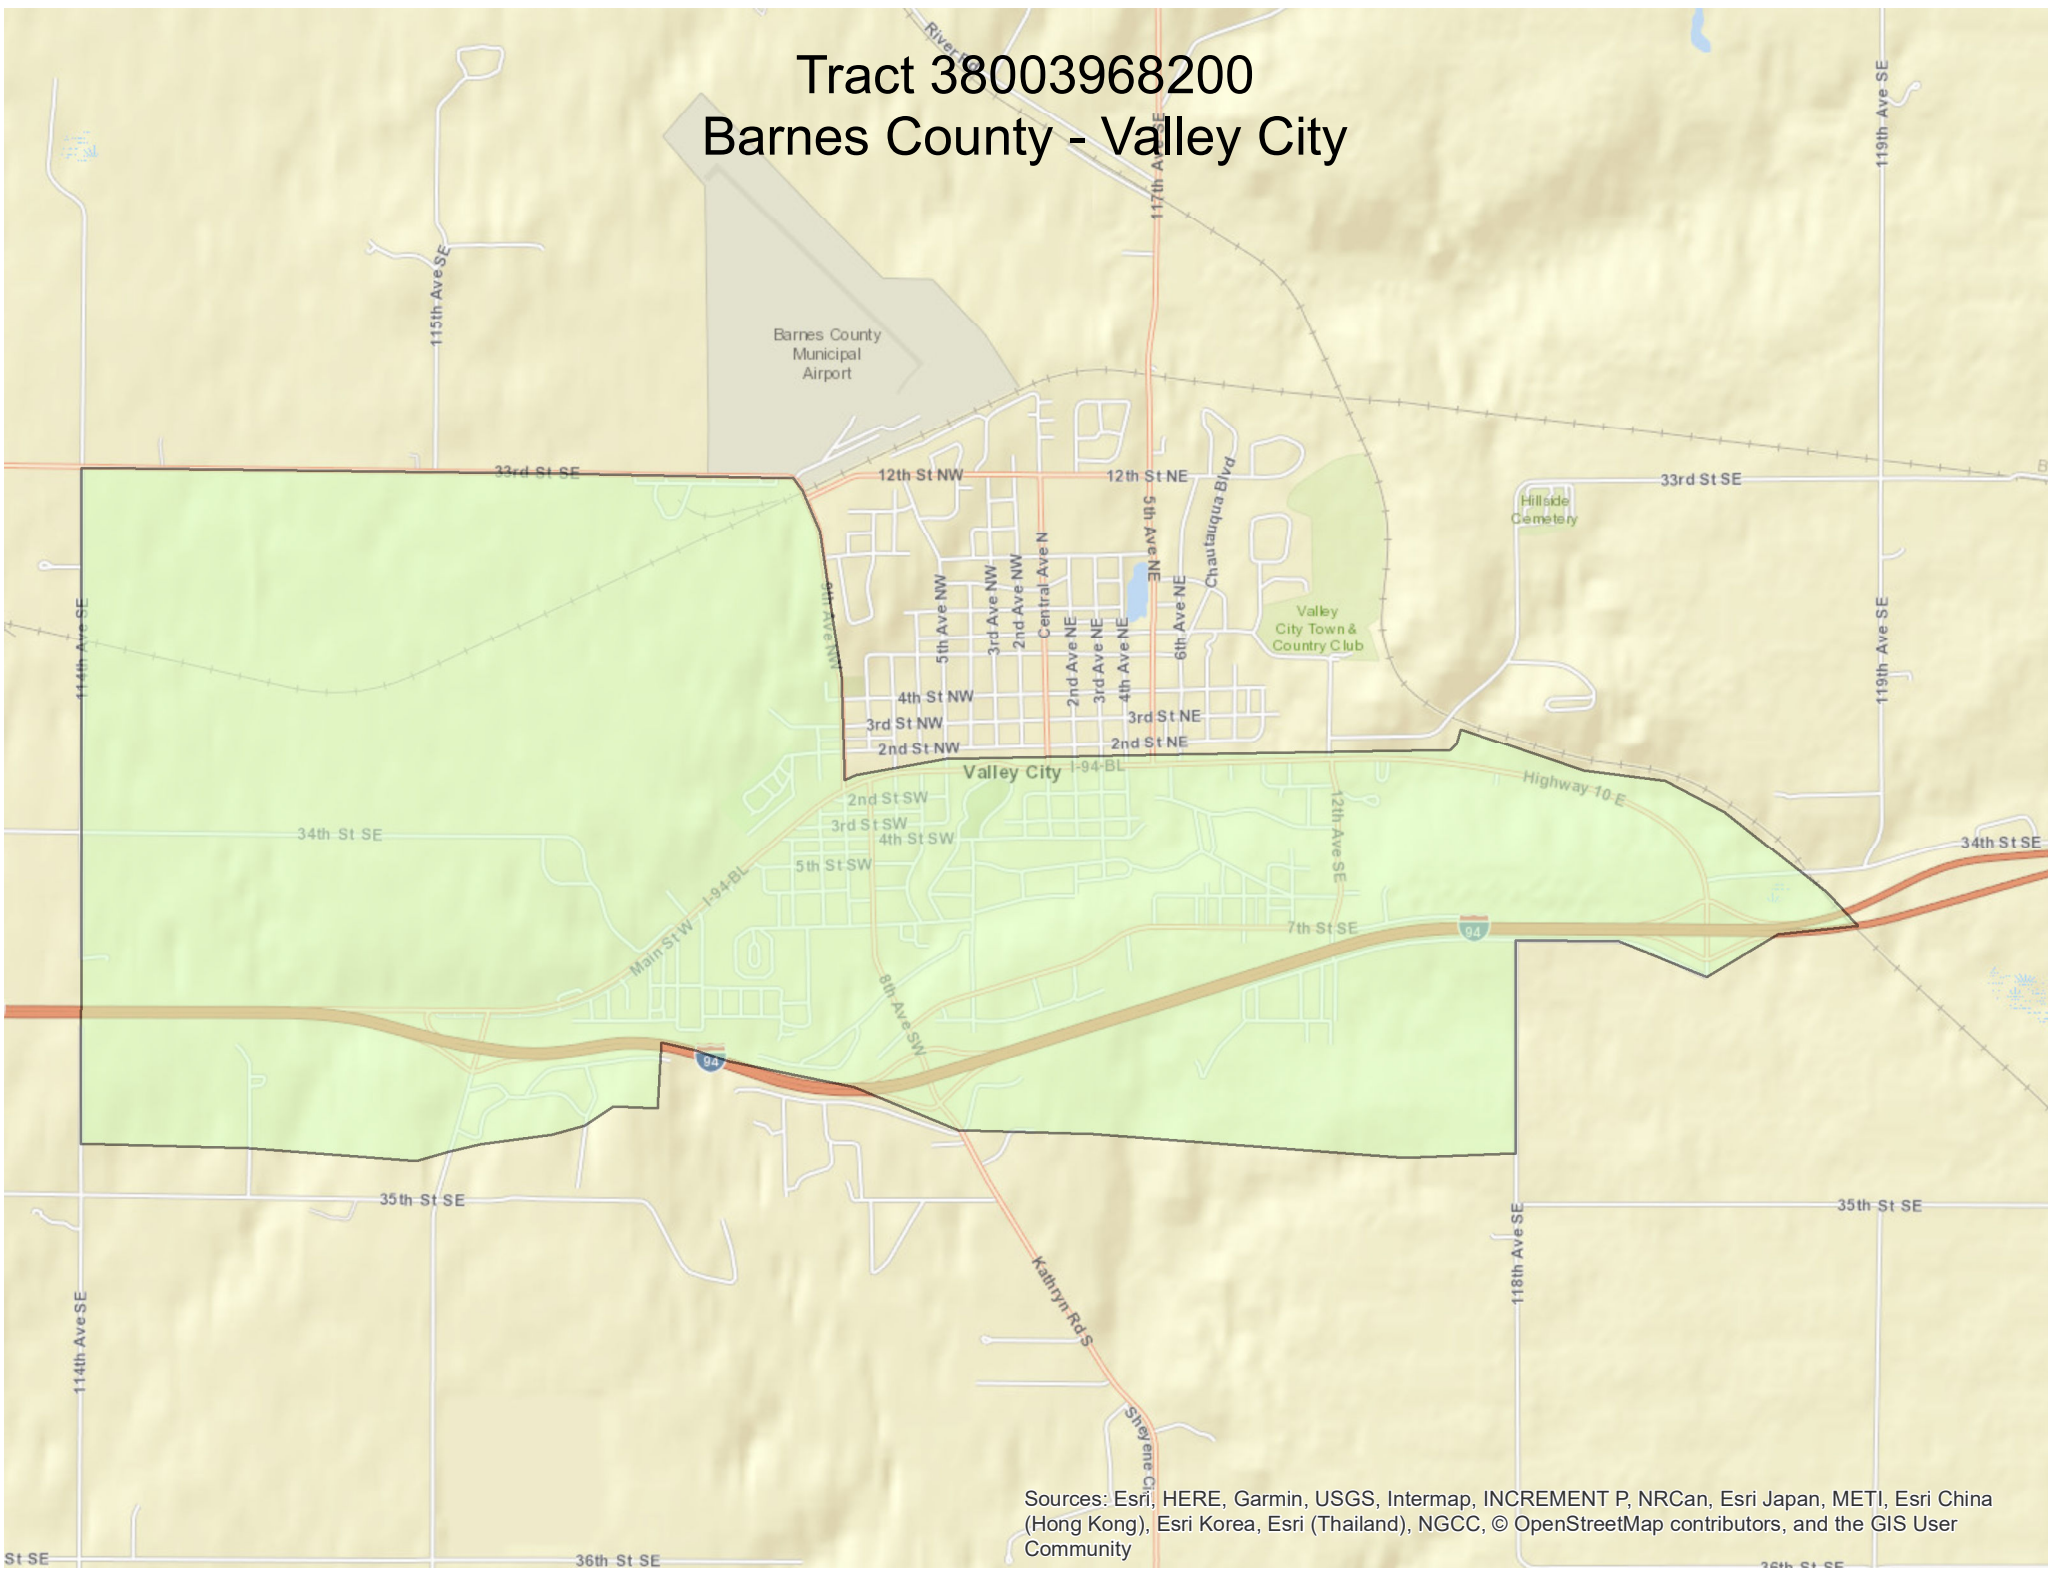 Tract 38003968200
Barnes County - Valley City
119th Ave SE
117th Ave SE
115th Ave SE
Barnes County
Municipal
Airport
33rd St SE
12th St NW
12th St NE
33rd St SE
Hillside
Cemetery
Chautauqua Blvd
5th Ave NE
Central Ave N
9th Ave NW
5th Ave NW
3rd Ave NW
2nd Ave NW
2nd Ave NE
3rd Ave NE
4th Ave NE
6th Ave NE
Valley
City Town &
Country Club
114th Ave SE
119th Ave SE
4th St NW
3rd St NW
3rd St NE
2nd St NW
2nd St NE
Valley City
I-94-BL
Highway 10 E
2nd St SW
3rd St SW
4th St SW
5th St SW
12th Ave SE
34th St SE
34th St SE
I-94-BL
Main St W
7th St SE
94
8th Ave SW
94
35th St SE
35th St SE
118th Ave SE
114th Ave SE
Kathryn Rd S
Sources: Esri, HERE, Garmin, USGS, Intermap, INCREMENT P, NRCan, Esri Japan, METI, Esri China
(Hong Kong), Esri Korea, Esri (Thailand), NGCC, © OpenStreetMap contributors, and the GIS User
Community
St SE
36th St SE
36th St SE